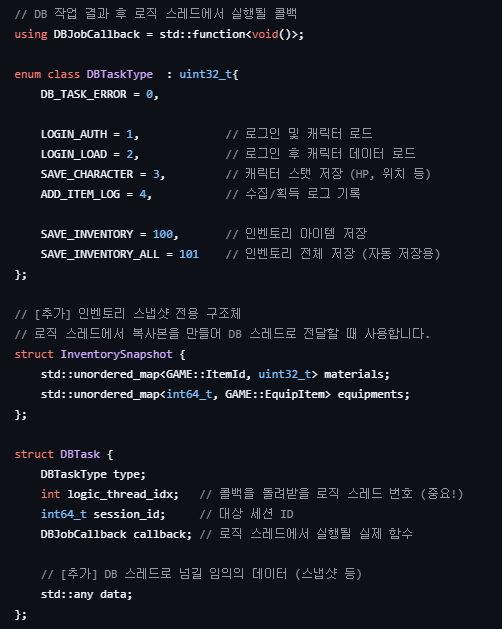 // DB 작업 결과 후 로직 스레드에서 실행될 콜백
using DBJobCallback = std::function<void()>;

enum class DBTaskType  : uint32_t{
    DB_TASK_ERROR = 0,

    LOGIN_AUTH = 1,             // 로그인 및 캐릭터 로드
    LOGIN_LOAD = 2,             // 로그인 후 캐릭터 데이터 로드
    SAVE_CHARACTER = 3,         // 캐릭터 스탯 저장 (HP, 위치 등)
    ADD_ITEM_LOG = 4,           // 수집/획득 로그 기록

    SAVE_INVENTORY = 100,       // 인벤토리 아이템 저장
    SAVE_INVENTORY_ALL = 101    // 인벤토리 전체 저장 (자동 저장용)
};

// [추가] 인벤토리 스냅샷 전용 구조체
// 로직 스레드에서 복사본을 만들어 DB 스레드로 전달할 때 사용합니다.
struct InventorySnapshot {
    std::unordered_map<GAME::ItemId, uint32_t> materials;
    std::unordered_map<int64_t, GAME::EquipItem> equipments;
};

struct DBTask {
    DBTaskType type;
    int logic_thread_idx;   // 콜백을 돌려받을 로직 스레드 번호 (중요!)
    int64_t session_id;     // 대상 세션 ID
    DBJobCallback callback; // 로직 스레드에서 실행될 실제 함수

    // [추가] DB 스레드로 넘길 임의의 데이터 (스냅샷 등)
    std::any data;
};